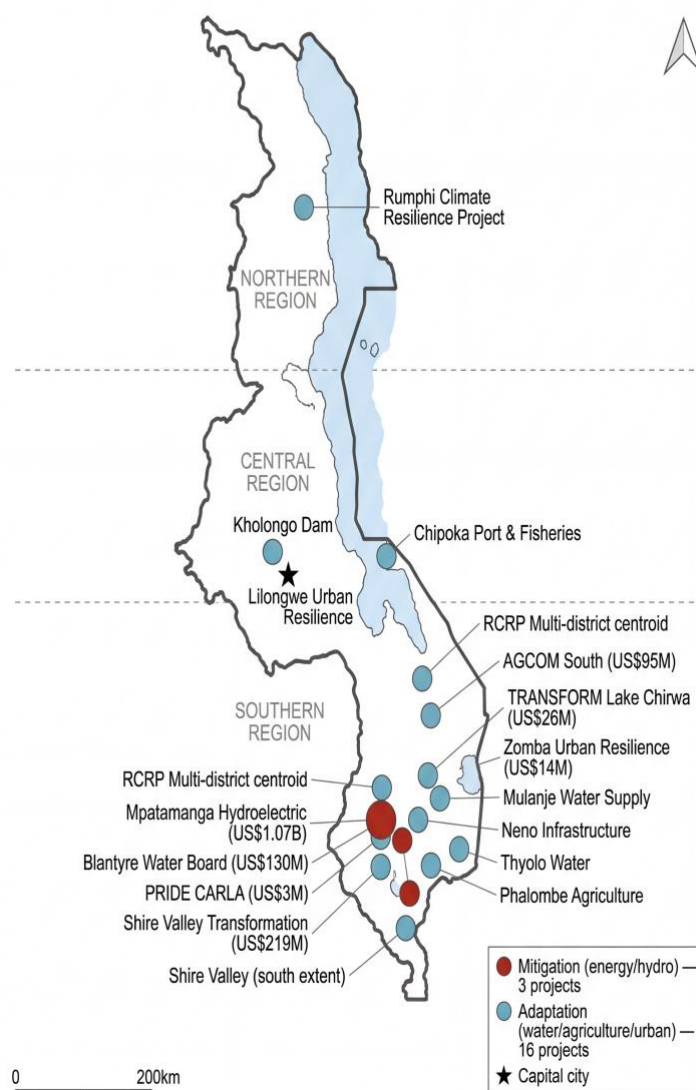 Rumphi Climate
Resilience Project
NORTHERN
REGION
CENTRAL
REGION
Kholongo Dam
Chipoka Port & Fisheries
Lilongwe Urban
Resilience
RCRP Multi-district centroid
AGCOM South (US$95M)
SOUTHERN
REGION
TRANSFORM Lake Chirwa
(US$26M)
Zomba Urban Resilience
(US$14M)
RCRP Multi-district centroid
Mulanje Water Supply
Mpatamanga Hydroelectric
(US$1.07B)
Neno Infrastructure
Blantyre Water Board (US$130M)
Thyolo Water
PRIDE CARLA (US$3M)
Phalombe Agriculture
Shire Valley Transformation
(US$219M)
Shire Valley (south extent)
Mitigation (energy/hydro) —
3 projects
Adaptation
(water/agriculture/urban) —
16 projects
Capital city
0 200km